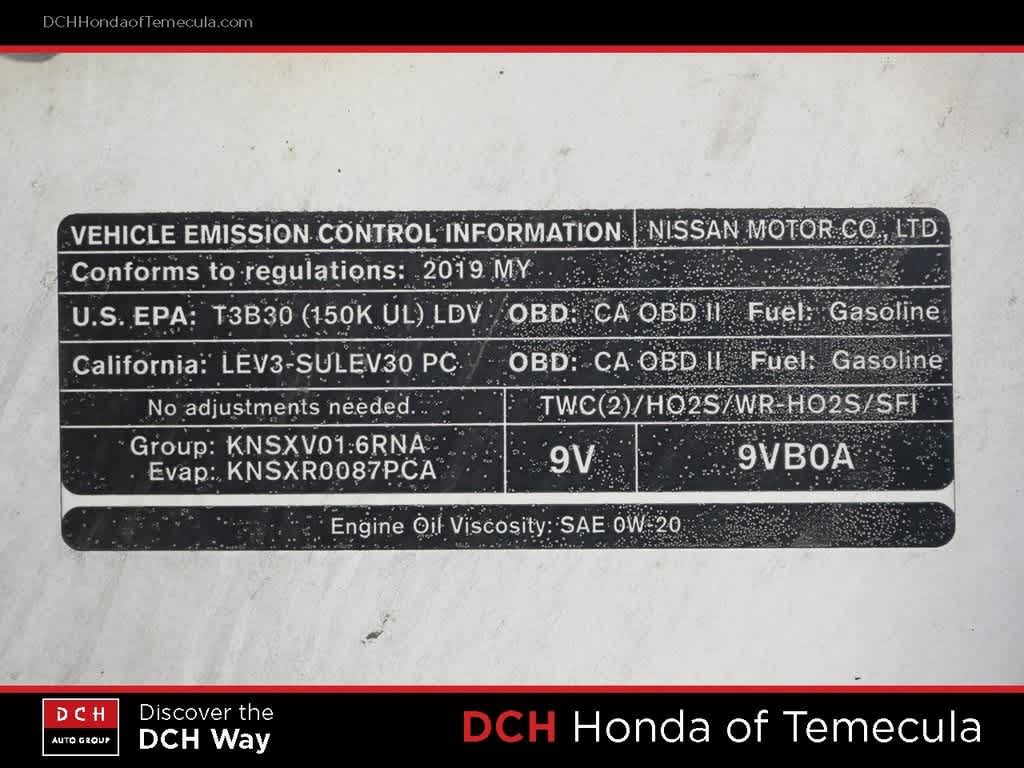 DCHHondaofTemecula.com
VEHICLE EMISSION CONTROL INFORMATION NISSAN MOTOR CO., LTD
Conforms to regulations: 2019 MY
U.S. EPA: T3B30 (150K UL) LDV OBD: CA OBD II Fuel: Gasoline
California: LEV3-SULEV30 PC OBD: CA OBD II Fuel: Gasoline
No adjustments needed. TWC(2)/HO2S/WR-HO2S/SFI
Group: KNSXV01.6RNA
Evap: KNSXR0087PCA
9V 9VB0A
Engine Oil Viscosity: SAE 0W-20
DCH
AUTO GROUP
Discover the
DCH Way
DCH Honda of Temecula